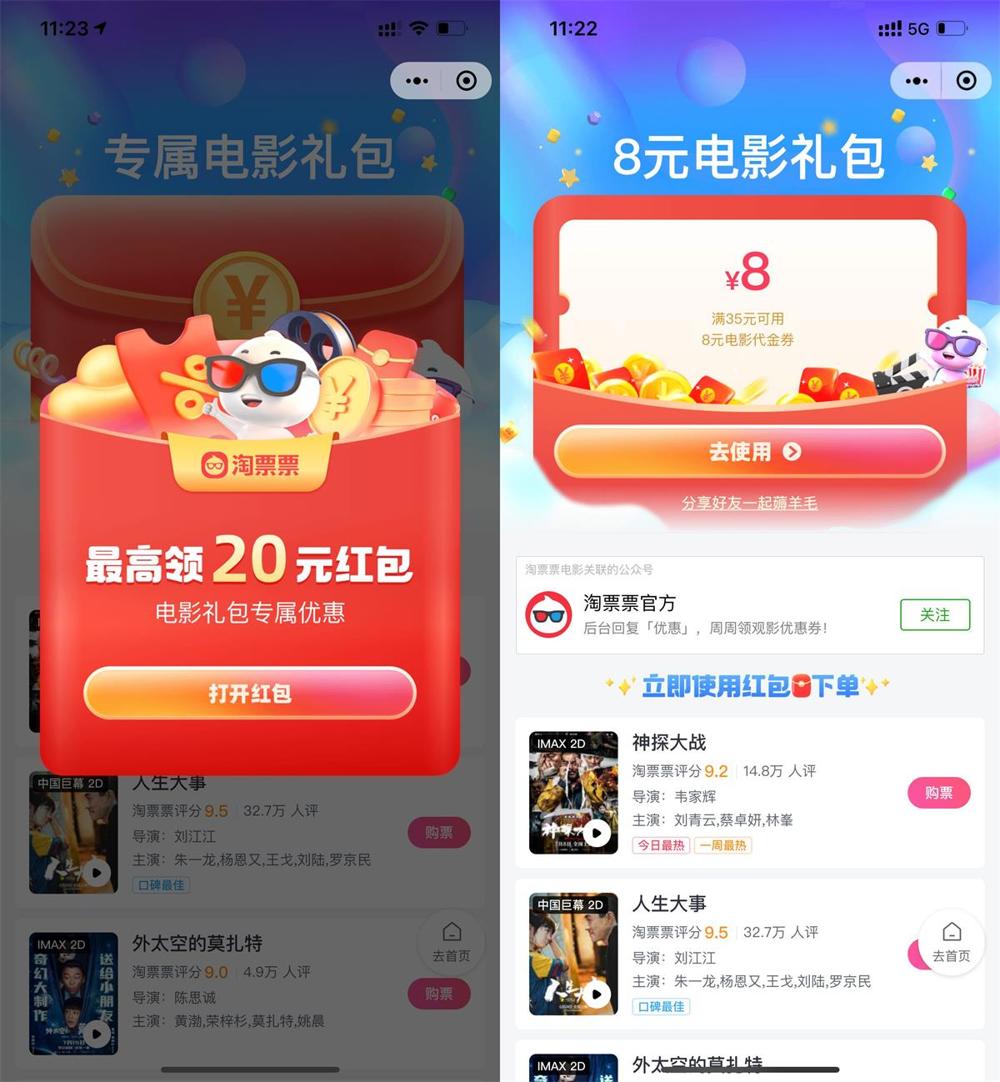 11:23
专属电影礼包
¥
%
¥
淘票票
最高领20元红包
电影礼包专属优惠
打开红包
中国巨幕 2D
人生大事
淘票票评分 9.5 32.7万 人评
导演：刘江江
主演：朱一龙,杨恩又,王戈,刘陆,罗京民
口碑最佳
购票
IMAX 2D
奇幻大制作
送给小朋友
外太空的莫扎特
淘票票评分 9.0 4.9万 人评
导演：陈思诚
主演：黄渤,荣梓杉,莫扎特,姚晨
购票
去首页
11:22
5G
8元电影礼包
¥8
满35元可用
8元电影代金券
去使用
分享好友一起薅羊毛
淘票票电影关联的公众号
淘票票官方
后台回复「优惠」，周周领观影优惠券！
关注
立即使用红包下单
IMAX 2D
神探大战
淘票票评分 9.2 14.8万 人评
导演：韦家辉
主演：刘青云,蔡卓妍,林峯
今日最热 一周最热
购票
中国巨幕 2D
人生大事
淘票票评分 9.5 32.7万 人评
导演：刘江江
主演：朱一龙,杨恩又,王戈,刘陆,罗京民
口碑最佳
去首页
IMAX 2D
外太空的莫扎特